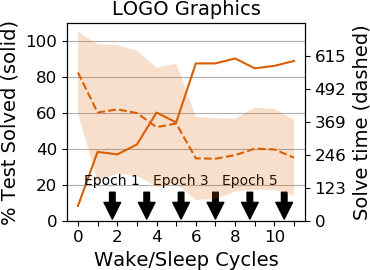 LOGO Graphics
% Test Solved (solid)
100
80
60
40
20
0
Epoch 1 Epoch 3 Epoch 5
615
492
369
246
123
0
Solve time (dashed)
0 2 4 6 8 10
Wake/Sleep Cycles